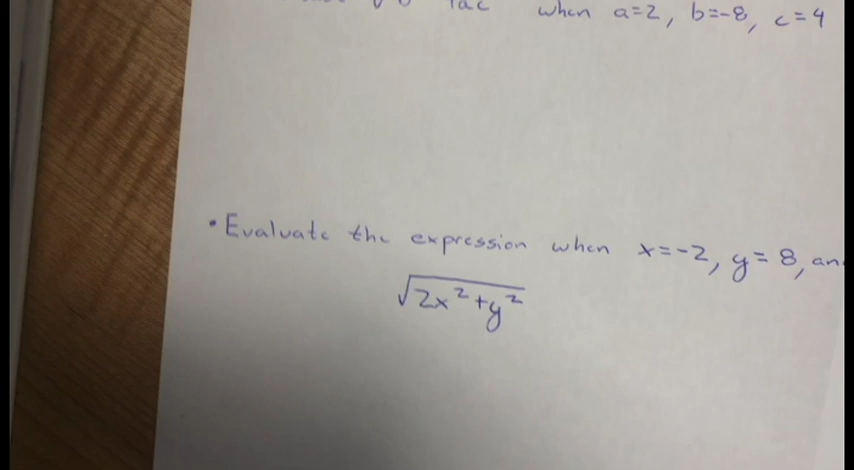 when a=2, b=-8, c=4
• Evaluate the expression when x=-2, y=8,
√2x²+y²